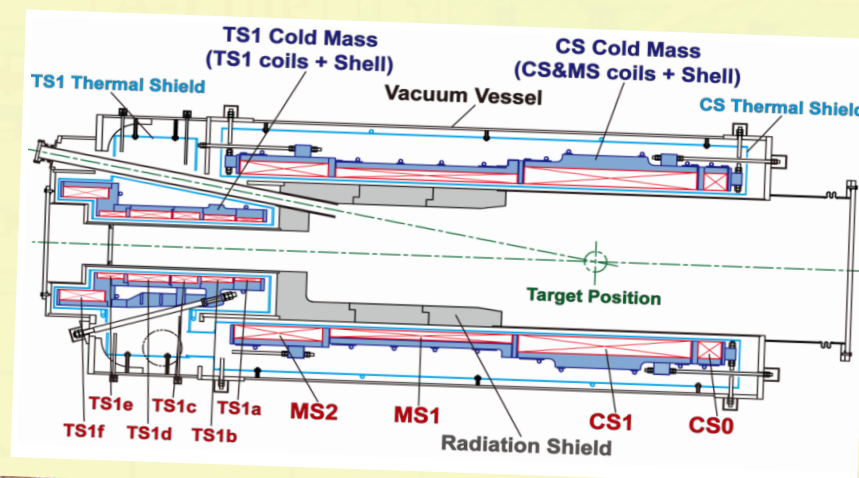 TS1 Cold Mass
(TS1 coils + Shell)
CS Cold Mass
(CS&MS coils + Shell)
TS1 Thermal Shield
Vacuum Vessel
CS Thermal Shield
Target Position
TS1e
TS1c
TS1a
TS1f
TS1d
TS1b
MS2
MS1
CS1
CS0
Radiation Shield